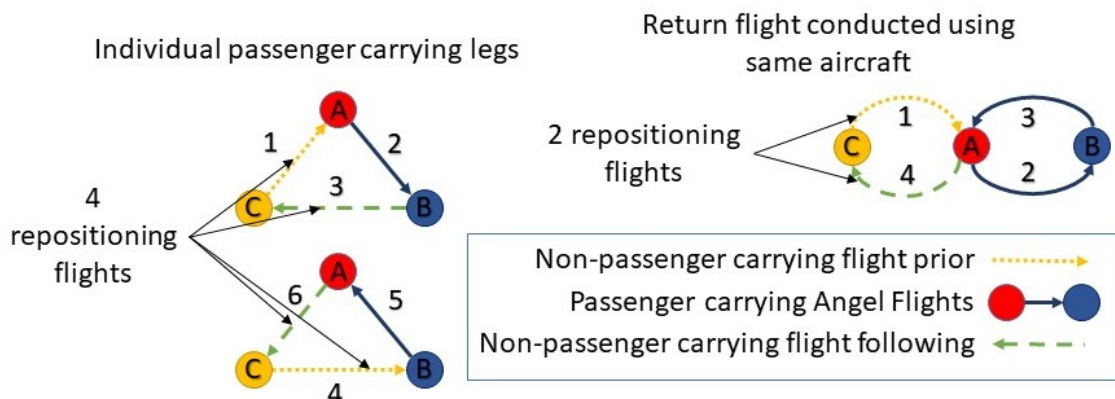 Individual passenger carrying legs
A
1
2
3
C
B
4
repositioning
flights
A
6
5
C
B
4
Return flight conducted using
same aircraft
2 repositioning
flights
1
3
C
A
B
4
2
Non-passenger carrying flight prior
Passenger carrying Angel Flights
Non-passenger carrying flight following